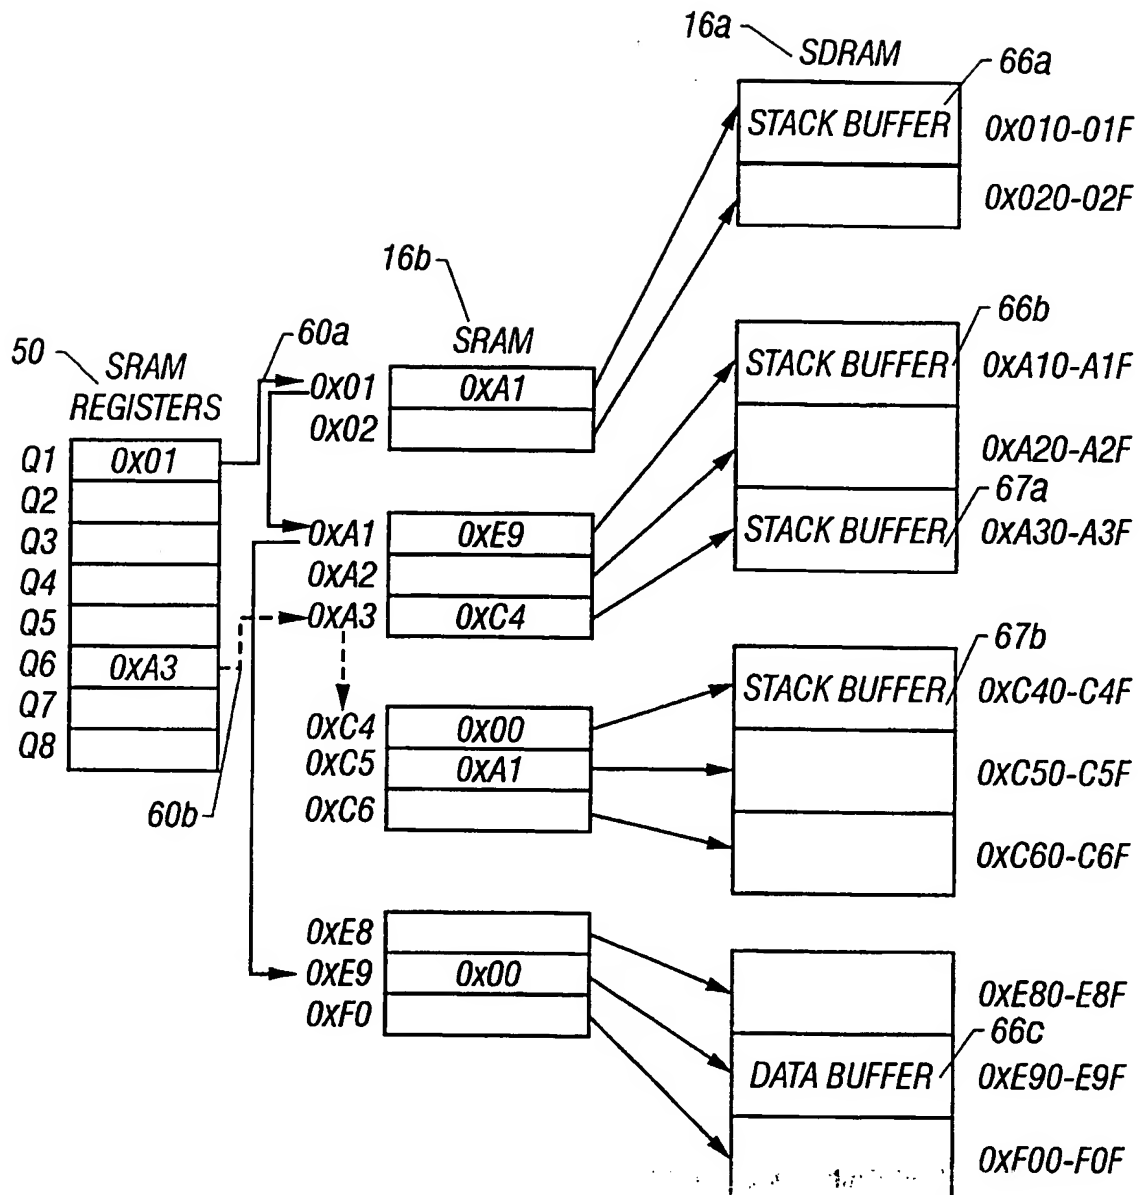 16a
SDRAM
66a
STACK BUFFER
0X010-01F
0X020-02F
16b
SRAM
60a
50
SRAM
REGISTERS
Q1 0X01
Q2
Q3
Q4
Q5
Q6 0XA3
Q7
Q8
60b
0X01 0XA1
0X02
0XA1 0XE9
0XA2
0XA3 0XC4
0XC4 0X00
0XC5 0XA1
0XC6
0XE8
0XE9 0X00
0XF0
66b
STACK BUFFER 0XA10-A1F
0XA20-A2F
67a
STACK BUFFER 0XA30-A3F
67b
STACK BUFFER 0XC40-C4F
0XC50-C5F
0XC60-C6F
0XE80-E8F
66c
DATA BUFFER 0XE90-E9F
0XF00-F0F